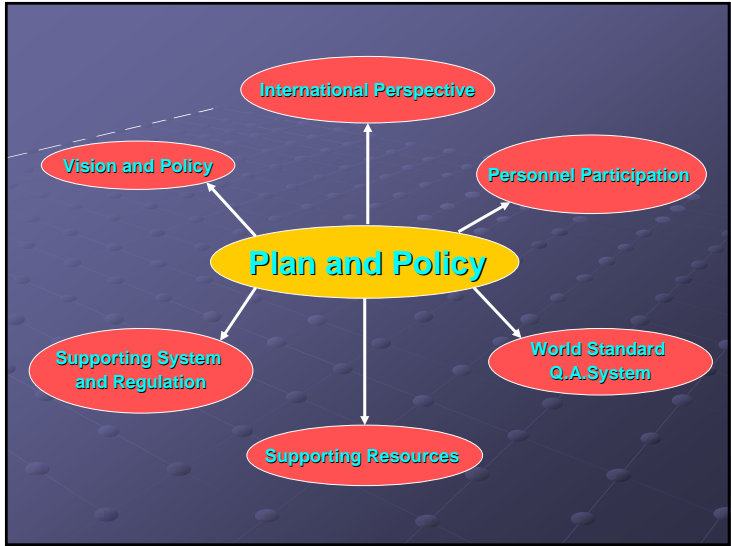 International Perspective
Vision and Policy
Personnel Participation
Plan and Policy
Supporting System
and Regulation
World Standard
Q.A.System
Supporting Resources